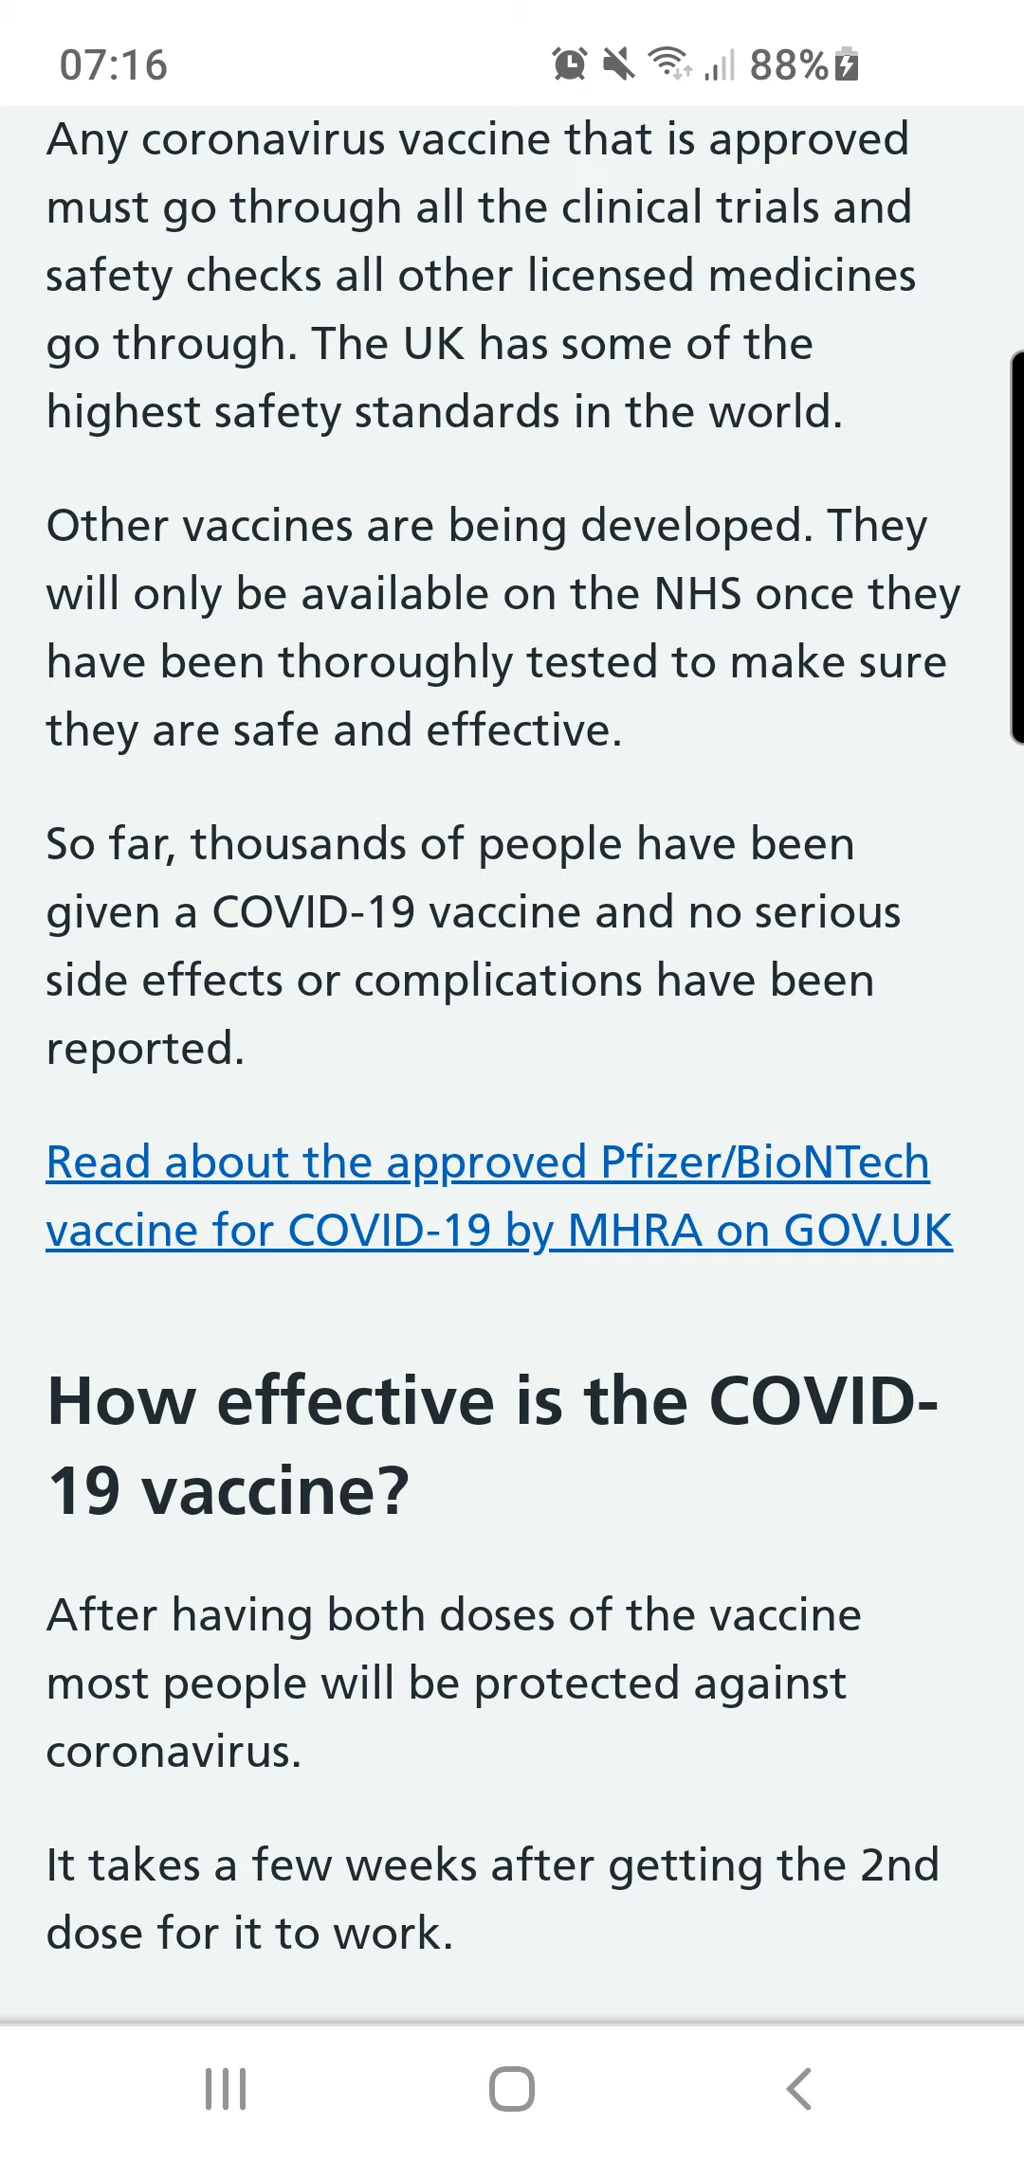 07:16
88%
Any coronavirus vaccine that is approved
must go through all the clinical trials and
safety checks all other licensed medicines
go through. The UK has some of the
highest safety standards in the world.
Other vaccines are being developed. They
will only be available on the NHS once they
have been thoroughly tested to make sure
they are safe and effective.
So far, thousands of people have been
given a COVID-19 vaccine and no serious
side effects or complications have been
reported.
Read about the approved Pfizer/BioNTech
vaccine for COVID-19 by MHRA on GOV.UK
How effective is the COVID-
19 vaccine?
After having both doses of the vaccine
most people will be protected against
coronavirus.
It takes a few weeks after getting the 2nd
dose for it to work.